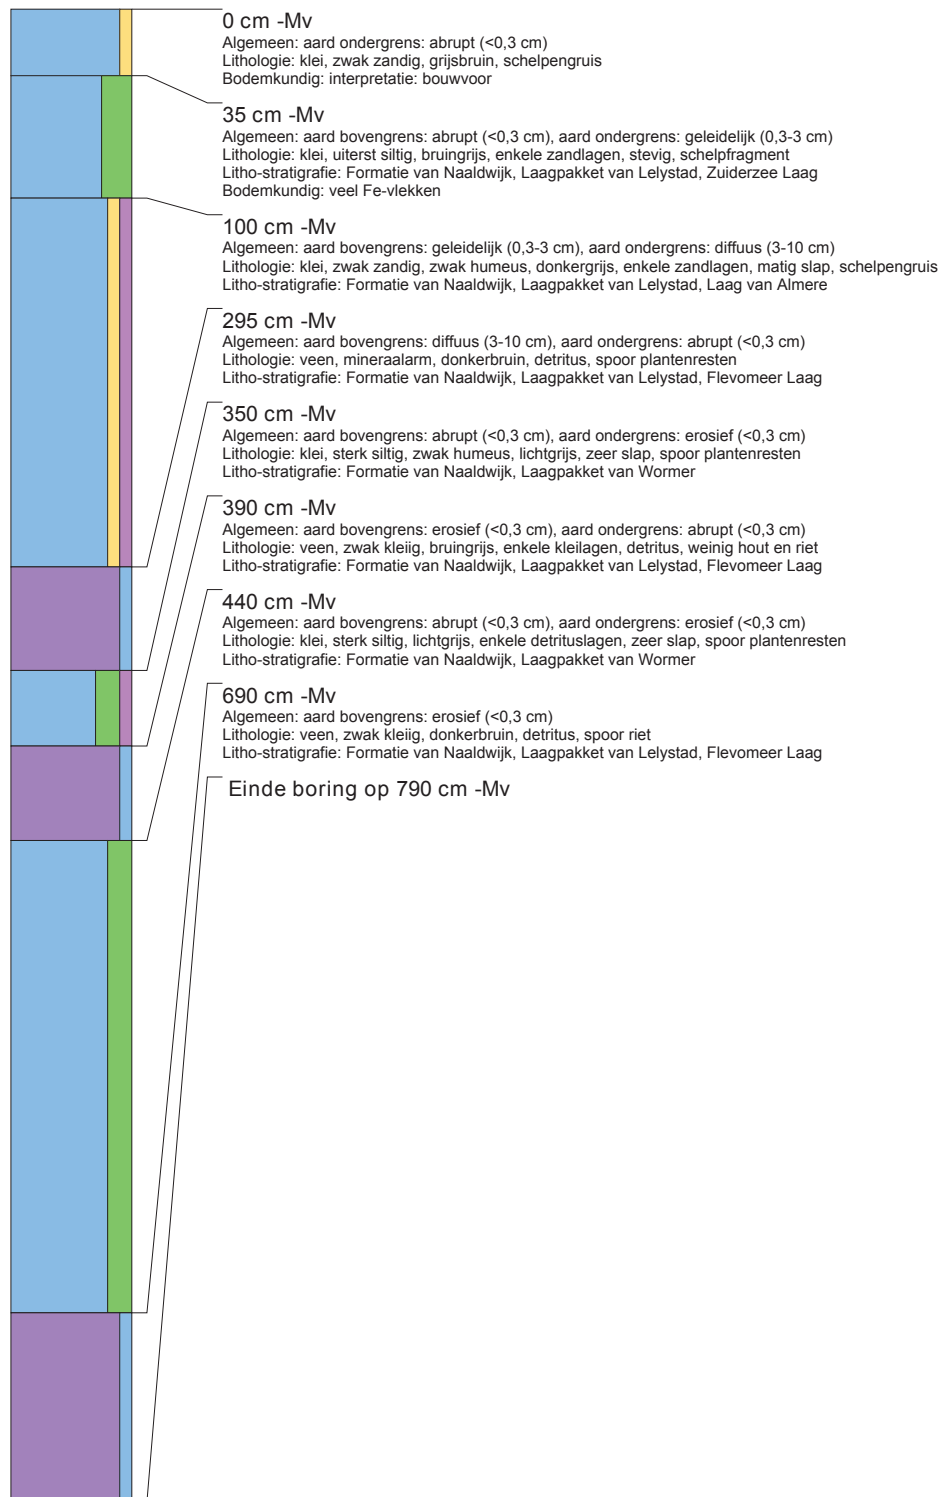 0 cm -Mv
Algemeen: aard ondergrens: abrupt (<0,3 cm)
Lithologie: klei, zwak zandig, grijsbruin, schelpengruis
Bodemkundig: interpretatie: bouwvoor
35 cm -Mv
Algemeen: aard bovengrens: abrupt (<0,3 cm), aard ondergrens: geleidelijk (0,3-3 cm)
Lithologie: klei, uiterst siltig, bruingrijs, enkele zandlagen, stevig, schelpfragment
Litho-stratigrafie: Formatie van Naaldwijk, Laagpakket van Lelystad, Zuiderzee Laag
Bodemkundig: veel Fe-vlekken
100 cm -Mv
Algemeen: aard bovengrens: geleidelijk (0,3-3 cm), aard ondergrens: diffuus (3-10 cm)
Lithologie: klei, zwak zandig, zwak humeus, donkergrijs, enkele zandlagen, matig slap, schelpengruis
Litho-stratigrafie: Formatie van Naaldwijk, Laagpakket van Lelystad, Laag van Almere
295 cm -Mv
Algemeen: aard bovengrens: diffuus (3-10 cm), aard ondergrens: abrupt (<0,3 cm)
Lithologie: veen, mineraalarm, donkerbruin, detritus, spoor plantenresten
Litho-stratigrafie: Formatie van Naaldwijk, Laagpakket van Lelystad, Flevomeer Laag
350 cm -Mv
Algemeen: aard bovengrens: abrupt (<0,3 cm), aard ondergrens: erosief (<0,3 cm)
Lithologie: klei, sterk siltig, zwak humeus, lichtgrijs, zeer slap, spoor plantenresten
Litho-stratigrafie: Formatie van Naaldwijk, Laagpakket van Wormer
390 cm -Mv
Algemeen: aard bovengrens: erosief (<0,3 cm), aard ondergrens: abrupt (<0,3 cm)
Lithologie: veen, zwak kleiig, bruingrijs, enkele kleilagen, detritus, weinig hout en riet
Litho-stratigrafie: Formatie van Naaldwijk, Laagpakket van Lelystad, Flevomeer Laag
440 cm -Mv
Algemeen: aard bovengrens: abrupt (<0,3 cm), aard ondergrens: erosief (<0,3 cm)
Lithologie: klei, sterk siltig, lichtgrijs, enkele detrituslagen, zeer slap, spoor plantenresten
Litho-stratigrafie: Formatie van Naaldwijk, Laagpakket van Wormer
690 cm -Mv
Algemeen: aard bovengrens: erosief (<0,3 cm)
Lithologie: veen, zwak kleiig, donkerbruin, detritus, spoor riet
Litho-stratigrafie: Formatie van Naaldwijk, Laagpakket van Lelystad, Flevomeer Laag
Einde boring op 790 cm -Mv